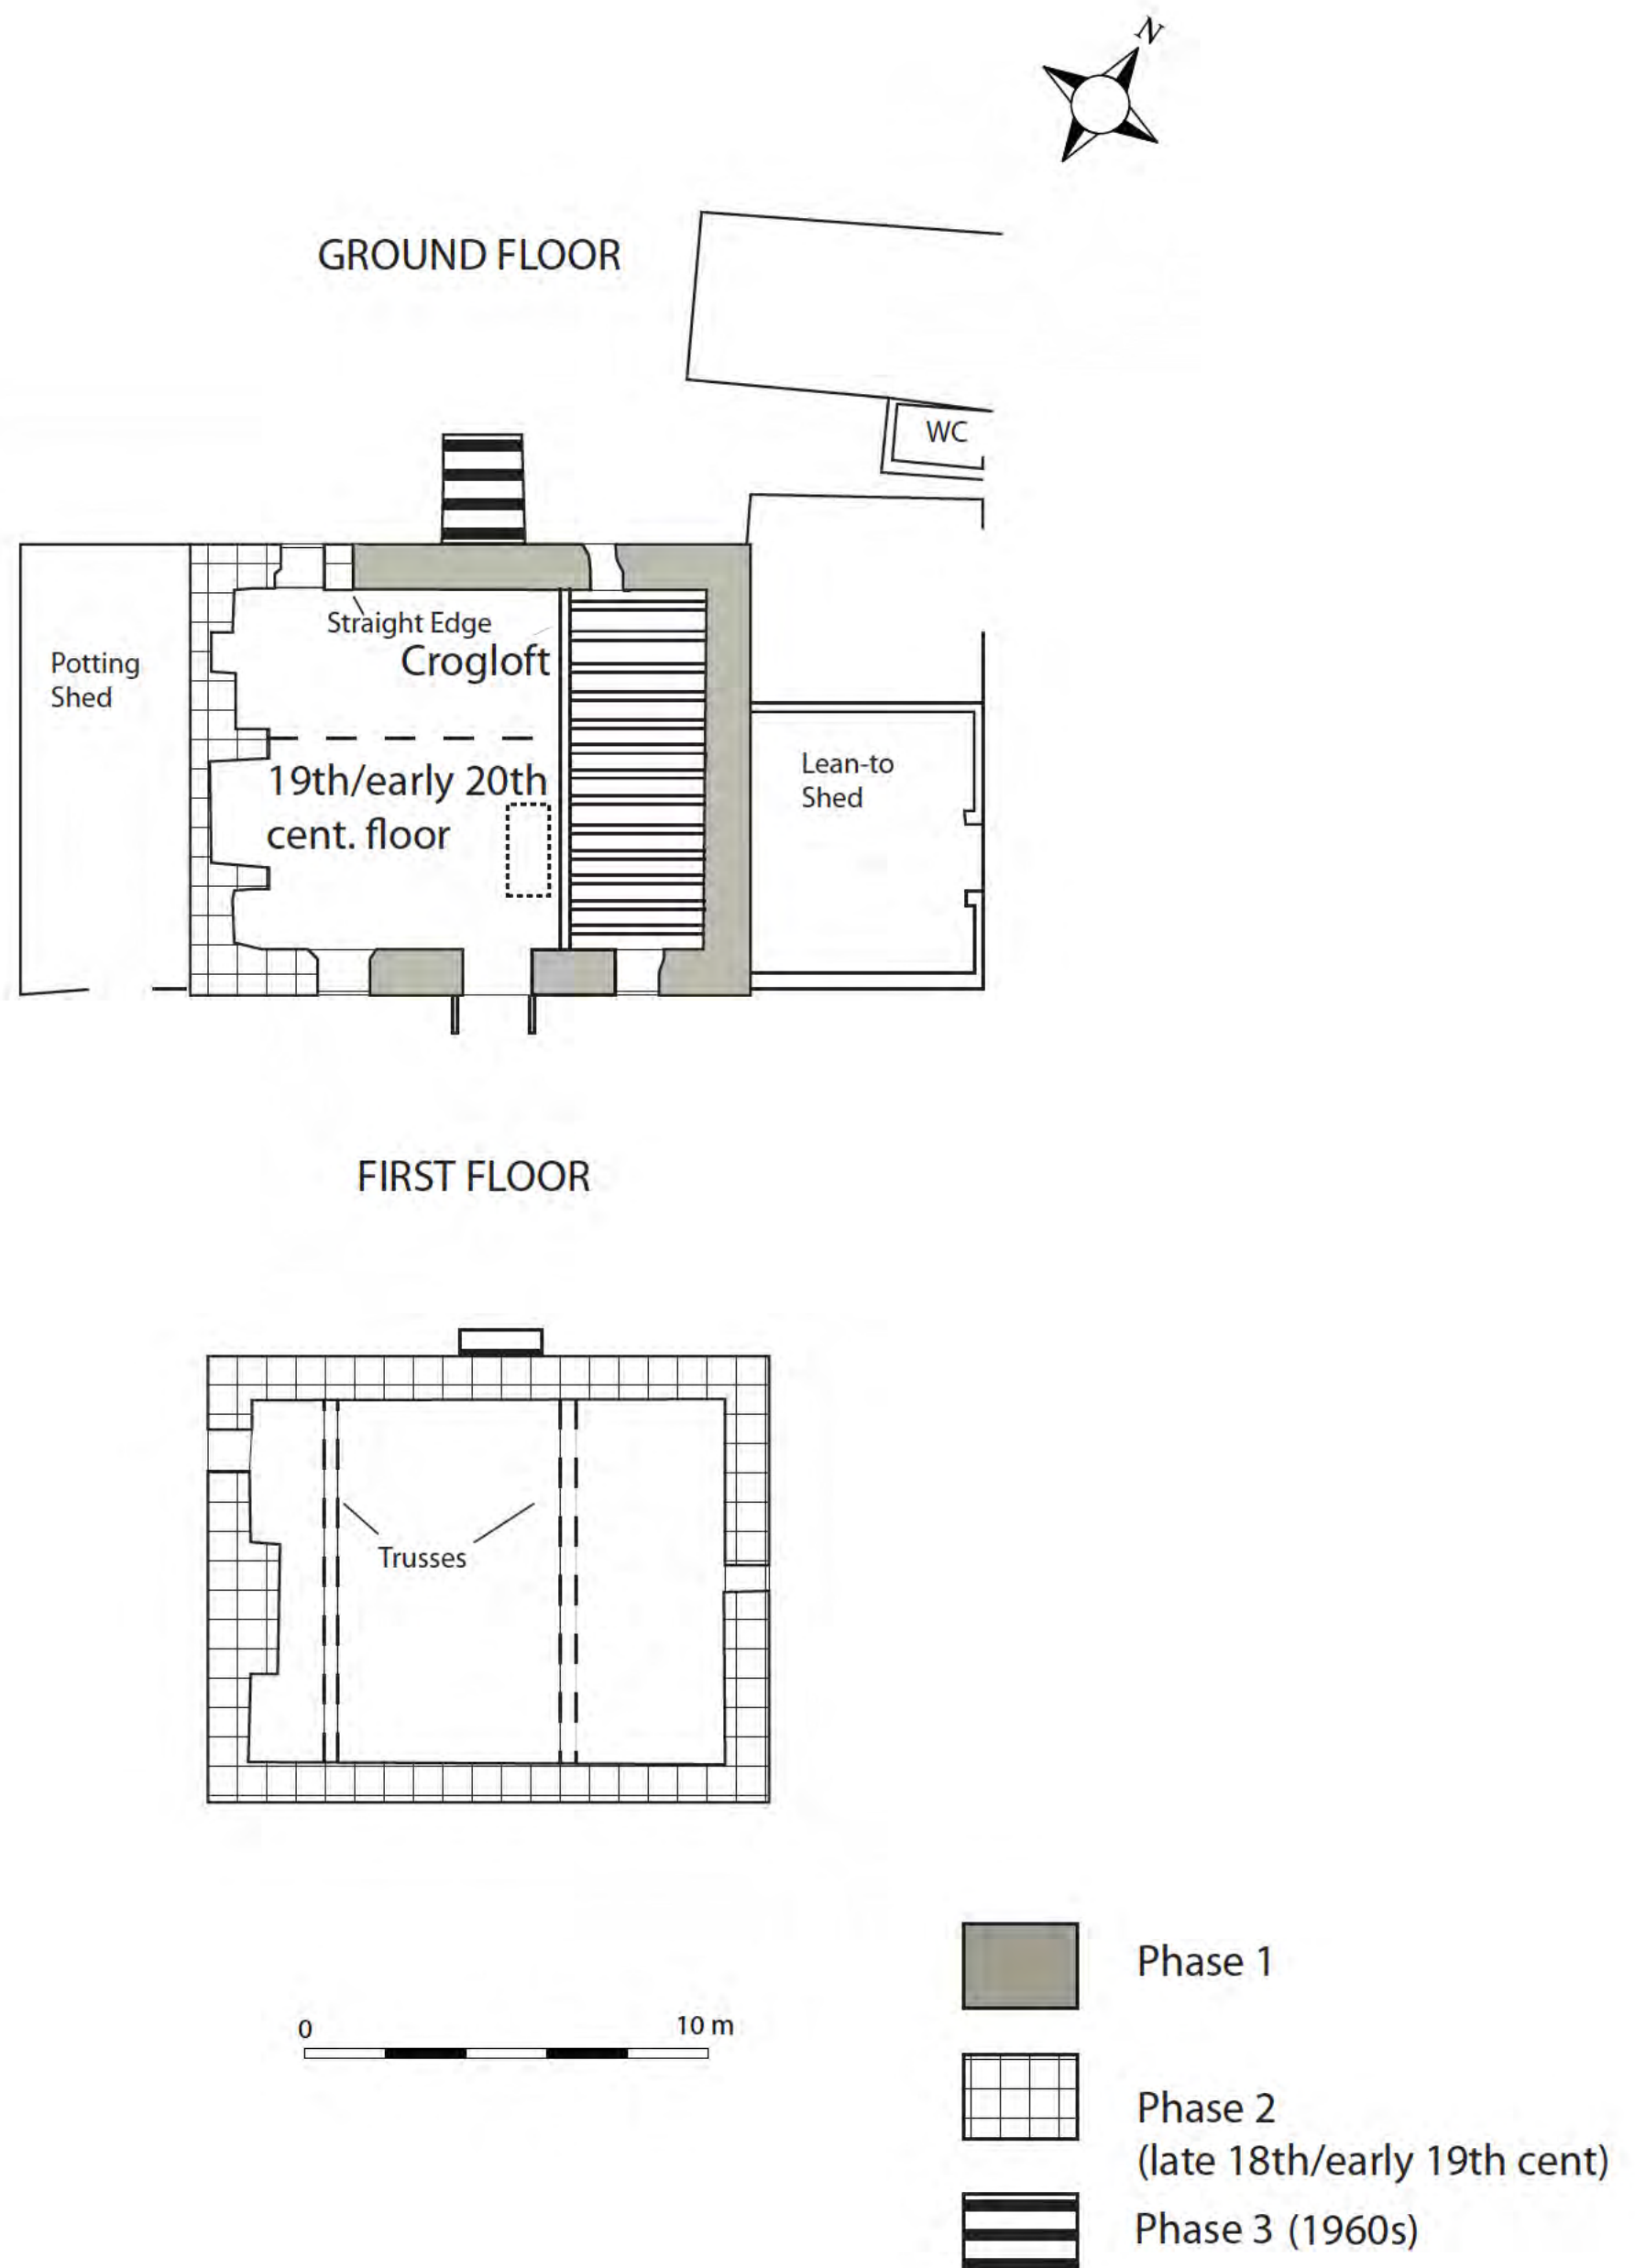 N
GROUND FLOOR
WC
Straight Edge
Crogloft
Potting
Shed
19th/early 20th
cent. floor
Lean-to
Shed
FIRST FLOOR
Trusses
0
10 m
Phase 1
Phase 2
(late 18th/early 19th cent)
Phase 3 (1960s)